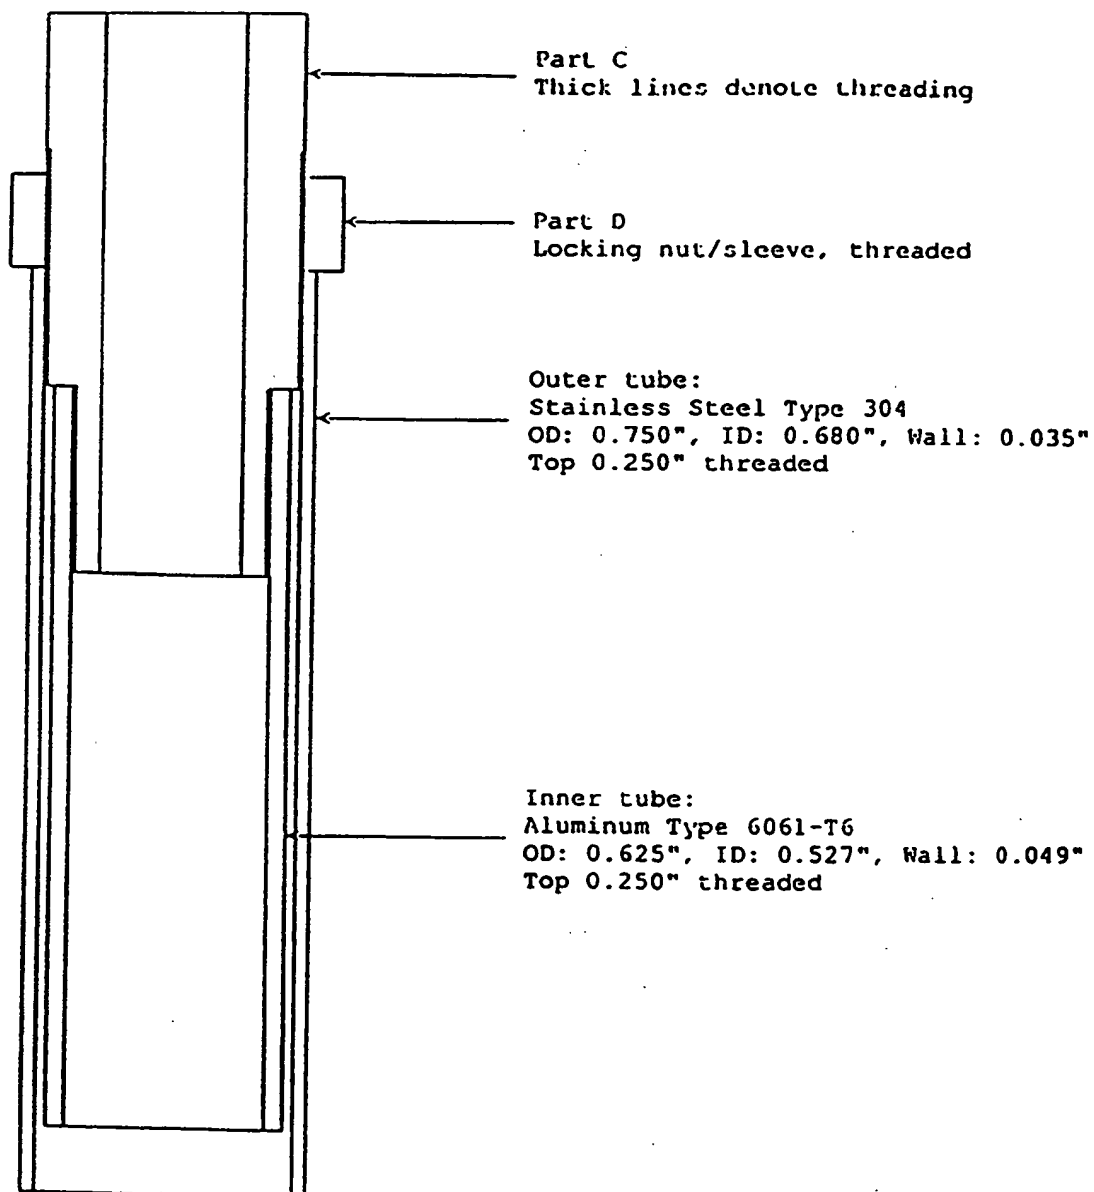 Part C
Thick lines denote threading
Part D
Locking nut/sleeve, threaded
Outer tube:
Stainless Steel Type 304
OD: 0.750", ID: 0.680", Wall: 0.035"
Top 0.250" threaded
Inner tube:
Aluminum Type 6061-T6
OD: 0.625", ID: 0.527", Wall: 0.049"
Top 0.250" threaded